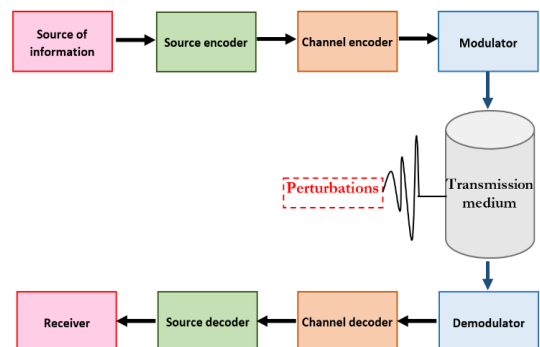 Source of
information
Source encoder
Channel encoder
Modulator
Perturbations
Transmission
medium
Receiver
Source decoder
Channel decoder
Demodulator